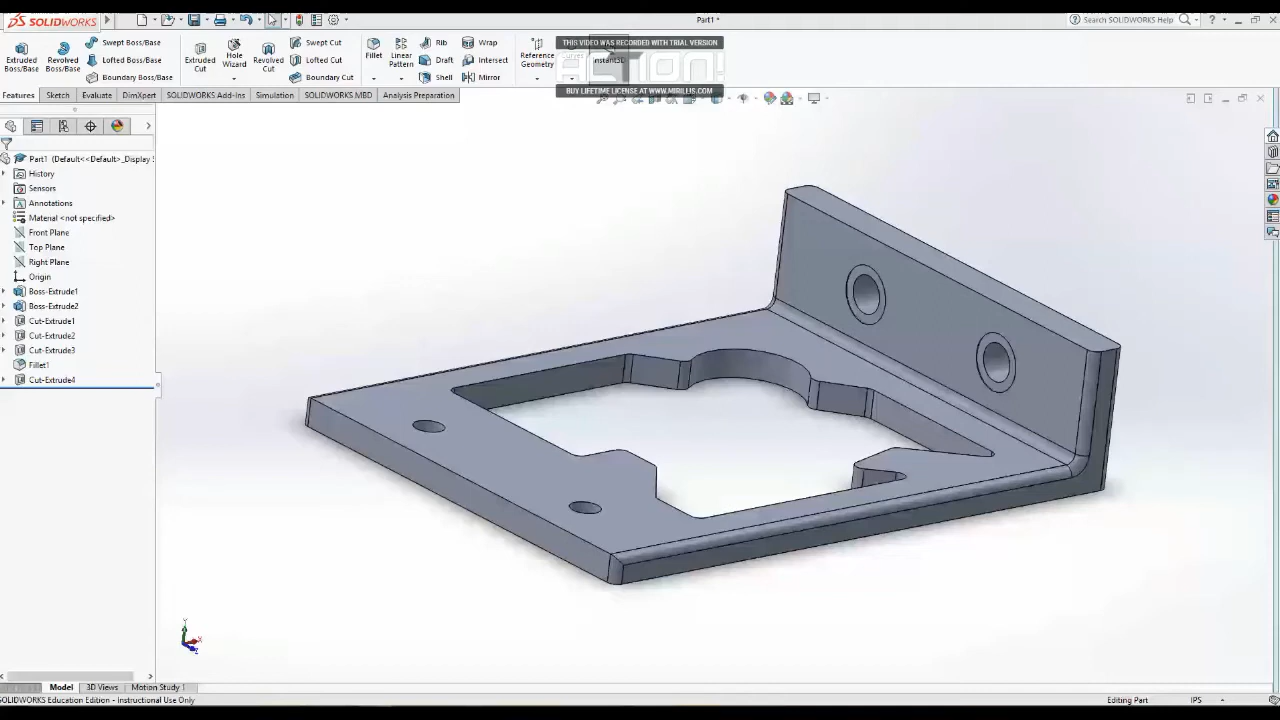 SOLIDWORKS
Part1 *
Search SOLIDWORKS Help
Extruded Boss/Base
Revolved Boss/Base
Swept Boss/Base
Lofted Boss/Base
Boundary Boss/Base
Extruded Cut
Hole Wizard
Revolved Cut
Swept Cut
Lofted Cut
Boundary Cut
Fillet
Linear Pattern
Rib
Draft
Shell
Wrap
Intersect
Mirror
Reference Geometry
THIS VIDEO WAS RECORDED WITH TRIAL VERSION
Instant3D
BUY LIFETIME LICENSE AT WWW.MIRILLIS.COM
Features
Sketch
Evaluate
DimXpert
SOLIDWORKS Add-Ins
Simulation
SOLIDWORKS MBD
Analysis Preparation
Part1 (Default<<Default>_Display
History
Sensors
Annotations
Material <not specified>
Front Plane
Top Plane
Right Plane
Origin
Boss-Extrude1
Boss-Extrude2
Cut-Extrude1
Cut-Extrude2
Cut-Extrude3
Fillet1
Cut-Extrude4
Y
X
Z
Model
3D Views
Motion Study 1
SOLIDWORKS Education Edition - Instructional Use Only
Editing Part
IPS